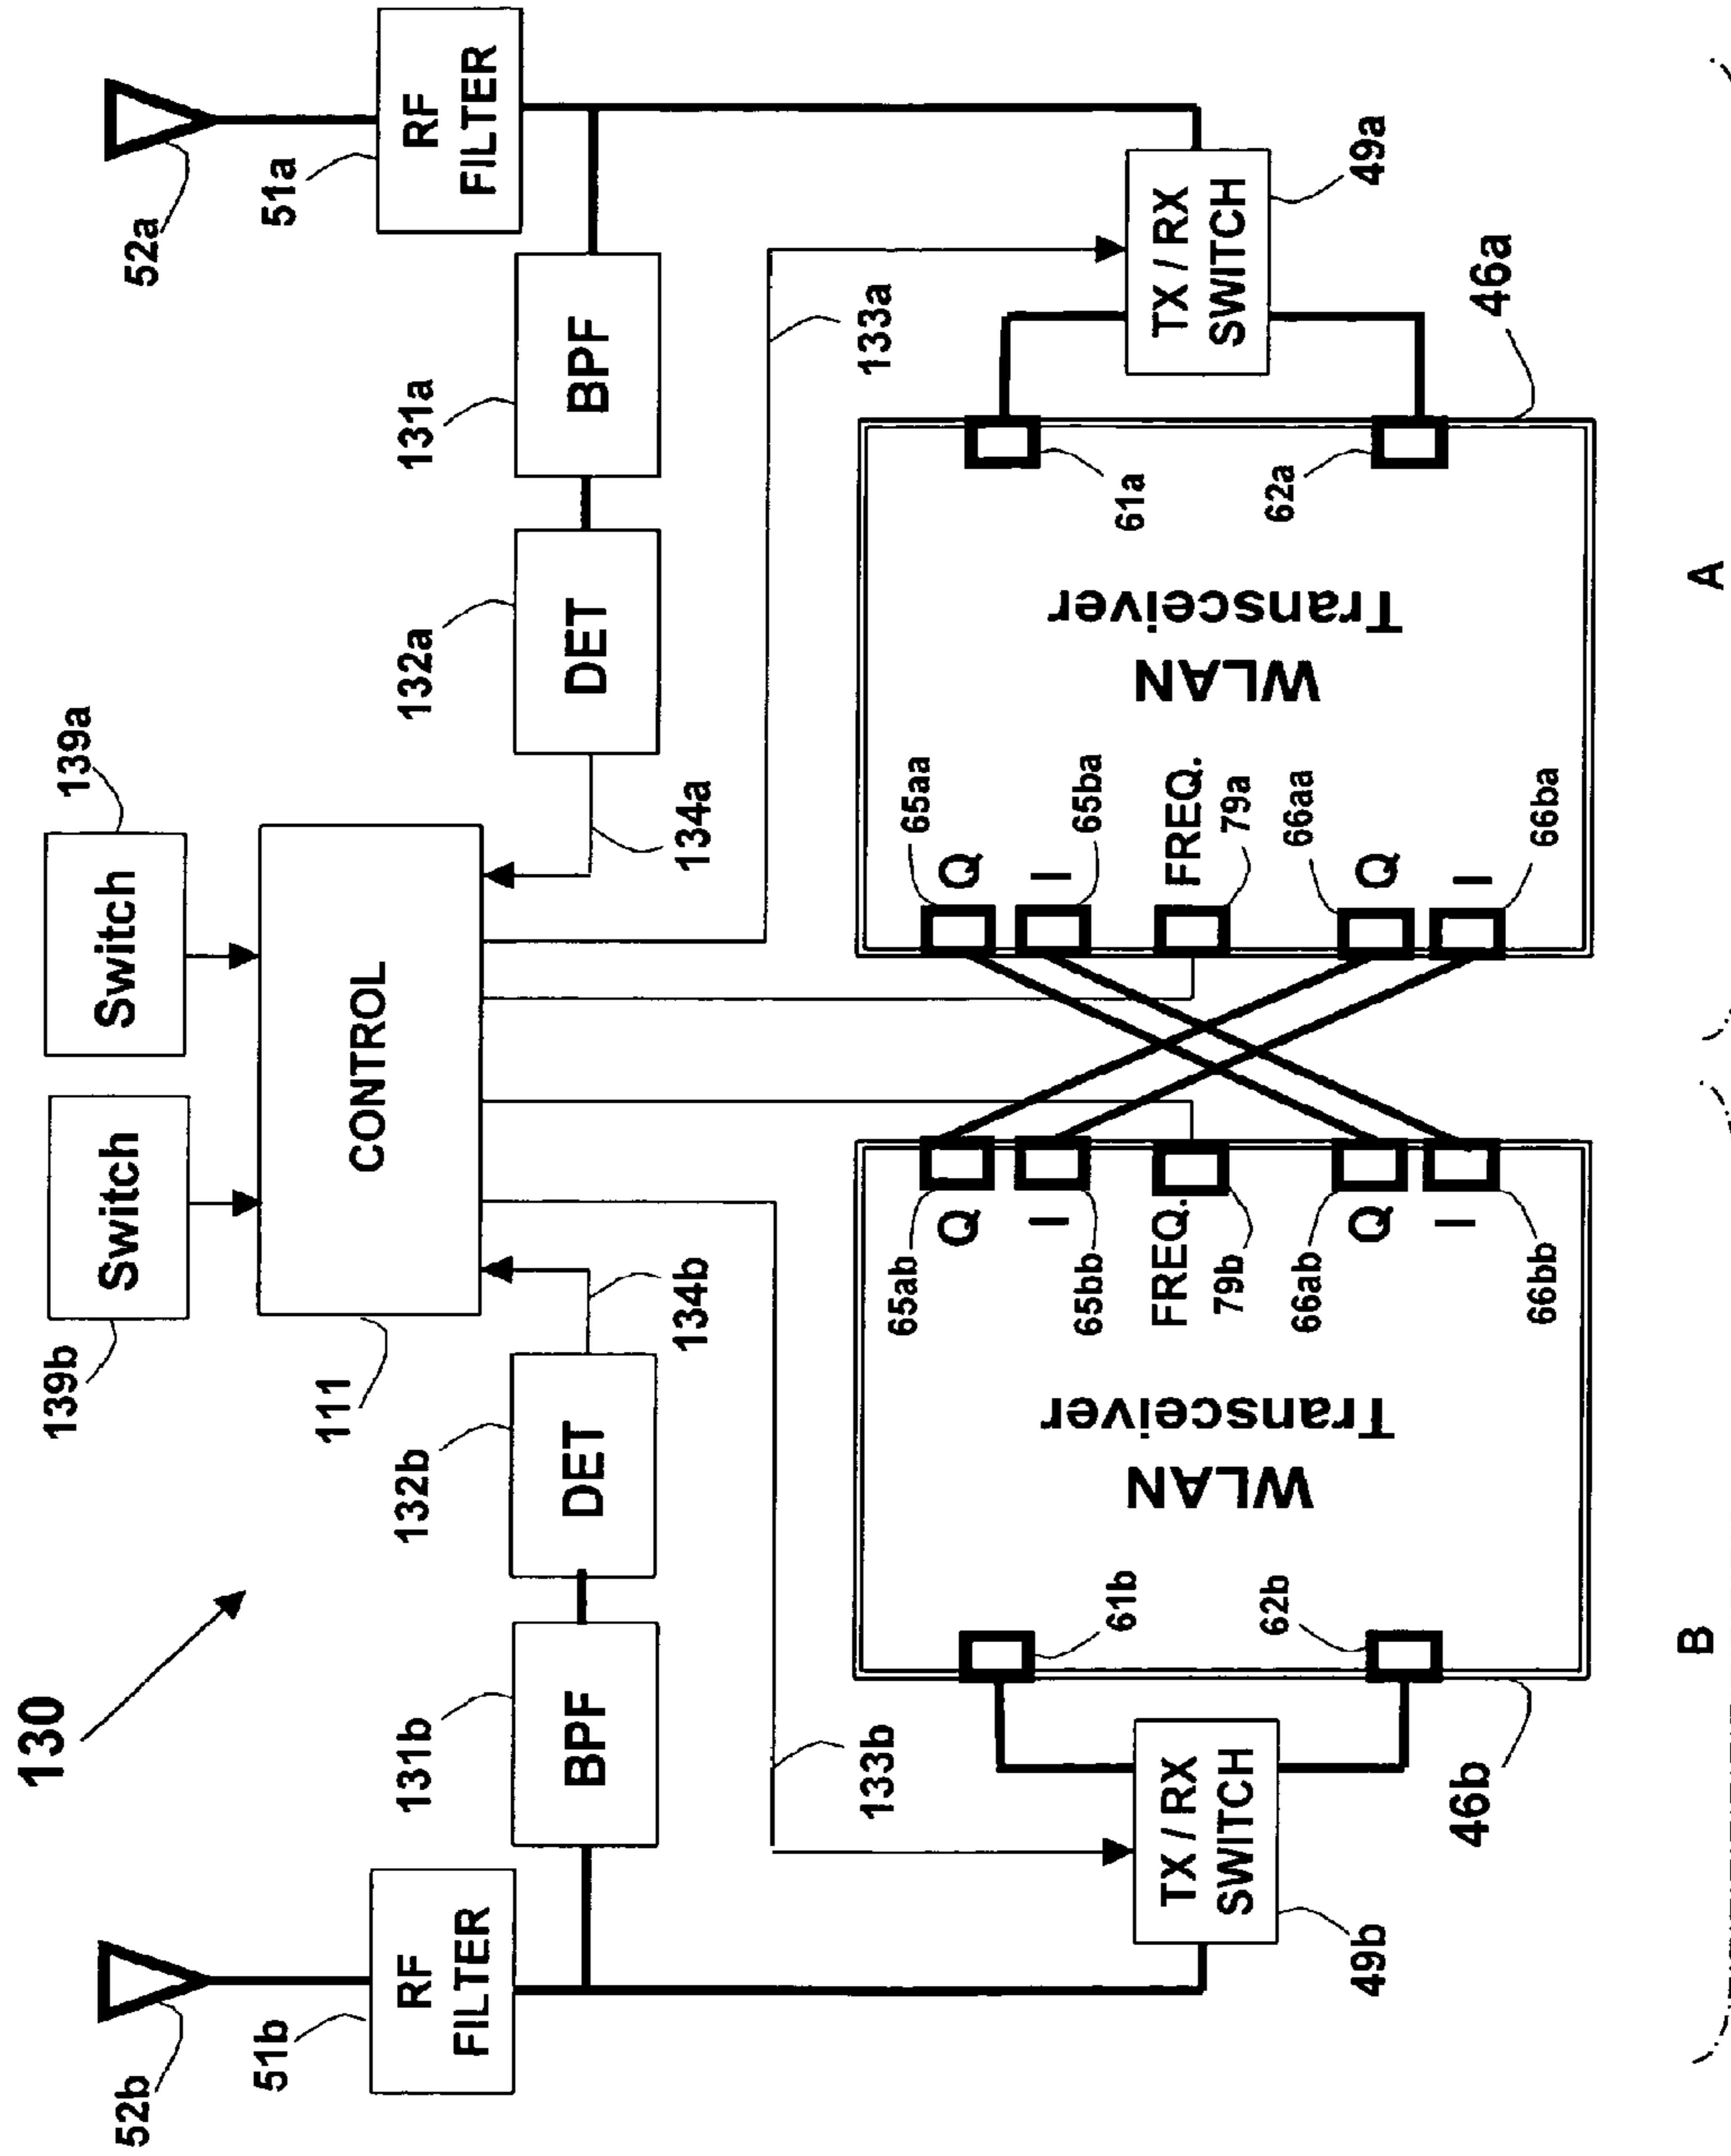 130
52b
51b
RF
FILTER
131b
BPF
132b
DET
134b
139b
Switch
139a
Switch
111
CONTROL
134a
132a
DET
131a
BPF
52a
51a
RF
FILTER
133b
133a
49b
TX / RX
SWITCH
46b
61b
62b
WLAN
Transceiver
65ab
Q
65bb
I
FREQ.
79b
66ab
Q
66bb
I
65aa
Q
65ba
I
FREQ.
79a
66aa
Q
66ba
I
WLAN
Transceiver
61a
62a
46a
TX / RX
SWITCH
49a
B
A